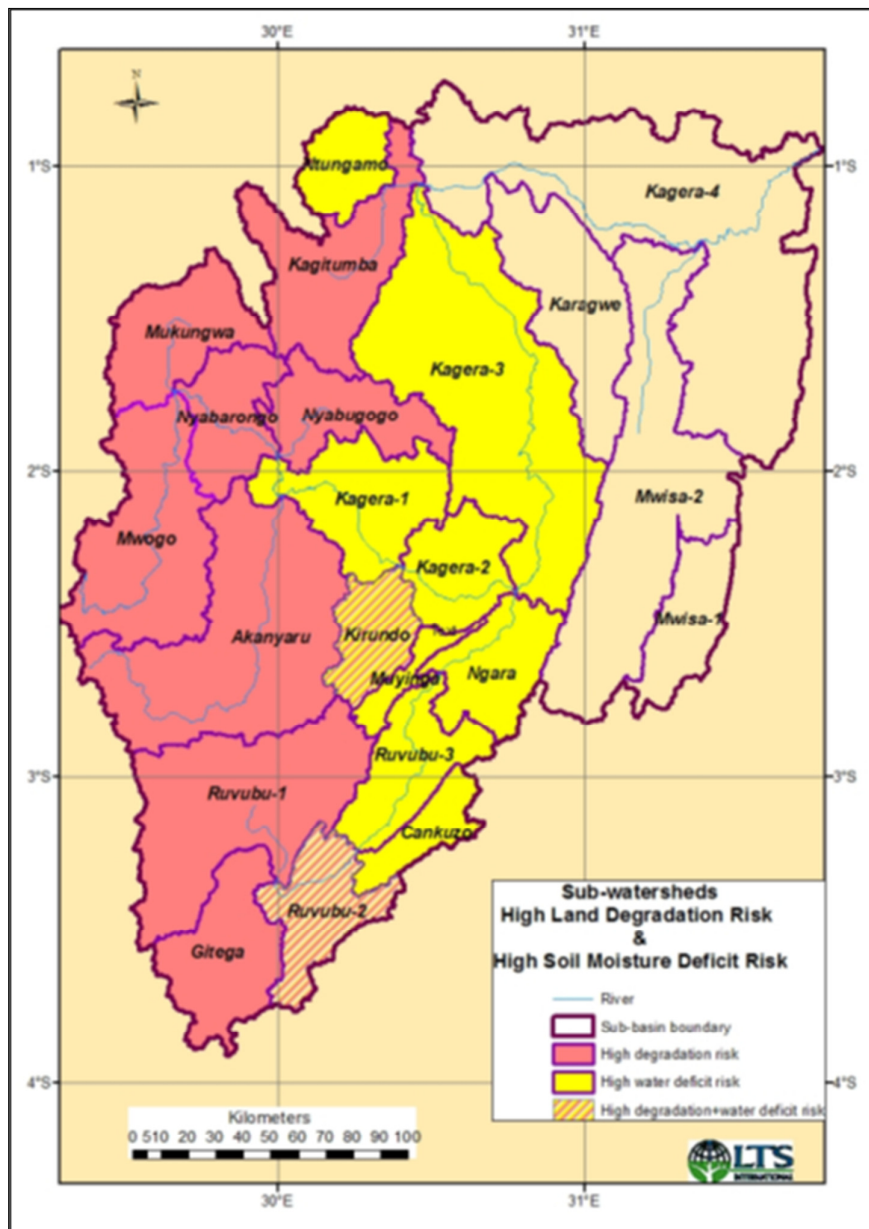 30°E
31°E
N
1°S
1°S
Ntungamo
Kagera-4
Kagitumba
Karagwe
Mukungwa
Kagera-3
Nyabarongo
Nyabugogo
2°S
2°S
Kagera-1
Mwisa-2
Mwogo
Kagera-2
Mwisa-1
Akanyaru
Kirundo
Muyinga
Ngara
Ruvubu-3
3°S
3°S
Ruvubu-1
Cankuzo
Ruvubu-2
Gitega
Sub-watersheds
High Land Degradation Risk
&
High Soil Moisture Deficit Risk
River
Sub-basin boundary
High degradation risk
High water deficit risk
High degradation+water deficit risk
4°S
4°S
Kilometers
0 510 20 30 40 50 60 70 80 90 100
LTS
INTERNATIONAL
30°E
31°E